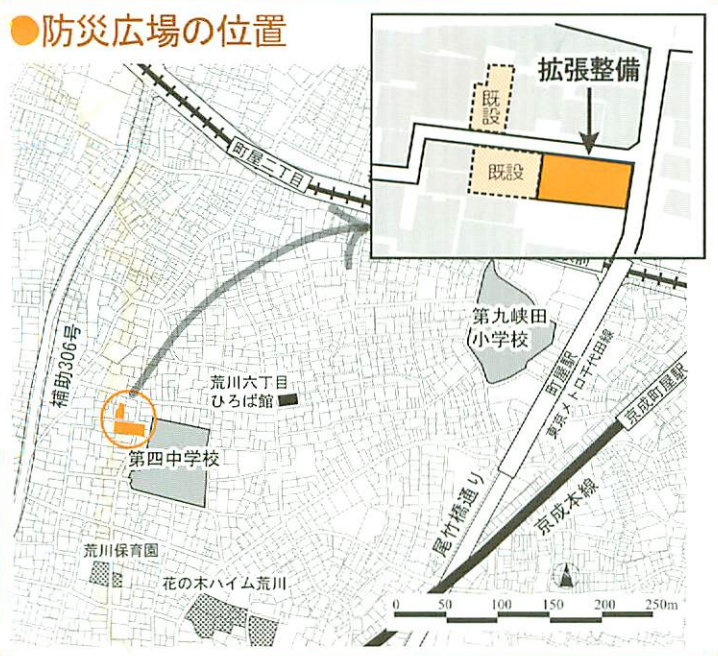 ●防災広場の位置
拡張整備
既設
既設
町屋二丁目
第九峡田
小学校
補助306号
荒川六丁目
ひろば館
町屋駅
東京メトロ千代田線
京成町屋駅
第四中学校
尾竹橋通り
京成本線
荒川保育園
花の木ハイム荒川
0 50 100 150 200 250m